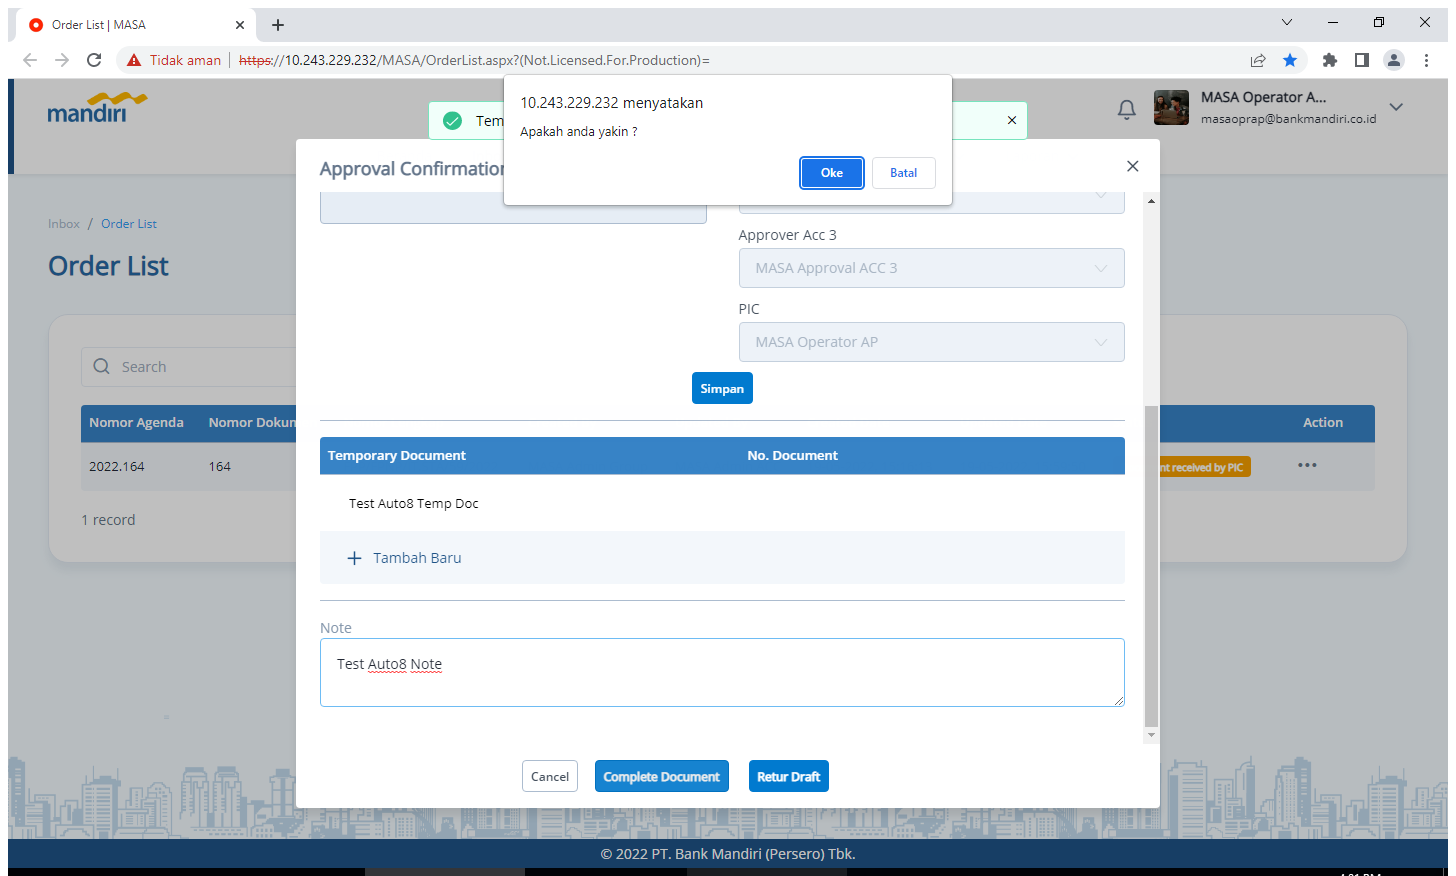 Order List | MASA
Tidak aman
https://10.243.229.232/MASA/OrderList.aspx?(Not.Licensed.For.Production)=
mandiri
Tem
10.243.229.232 menyatakan
Apakah anda yakin ?
Oke
Batal
MASA Operator A...
masaoprap@bankmandiri.co.id
Approval Confirmation
Inbox / Order List
Order List
Approver Acc 3
MASA Approval ACC 3
PIC
MASA Operator AP
Search
Simpan
Nomor Agenda
Nomor Dokum
Action
2022.164
164
nt received by PIC
1 record
Temporary Document
No. Document
Test Auto8 Temp Doc
Tambah Baru
Note
Test Auto8 Note
Cancel
Complete Document
Retur Draft
© 2022 PT. Bank Mandiri (Persero) Tbk.